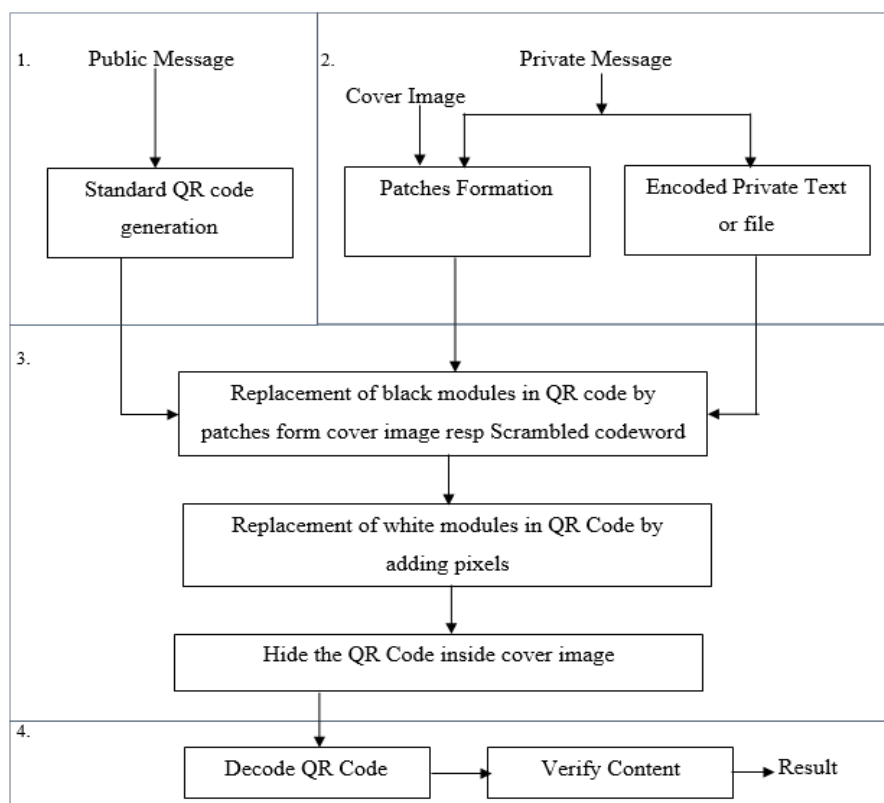 1.
Public Message
Standard QR code
generation
2.
Private Message
Cover Image
Patches Formation
Encoded Private Text
or file
3.
Replacement of black modules in QR code by
patches form cover image resp Scrambled codeword
Replacement of white modules in QR Code by
adding pixels
Hide the QR Code inside cover image
4.
Decode QR Code
Verify Content
Result